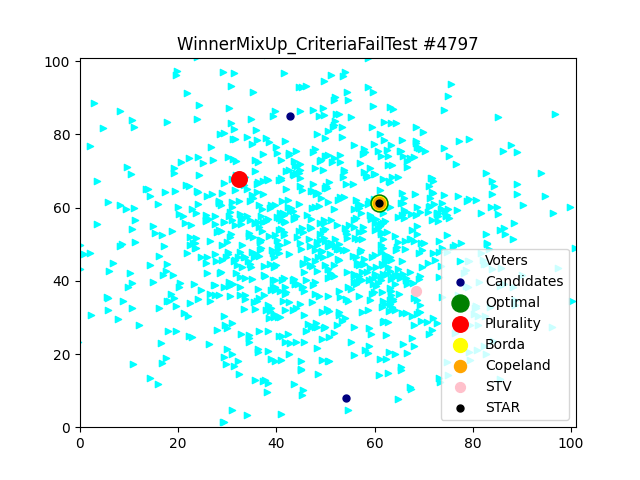 WinnerMixUp_CriteriaFailTest #4797
100
80
60
40
20
0
0 20 40 60 80 100
Voters
Candidates
Optimal
Plurality
Borda
Copeland
STV
STAR